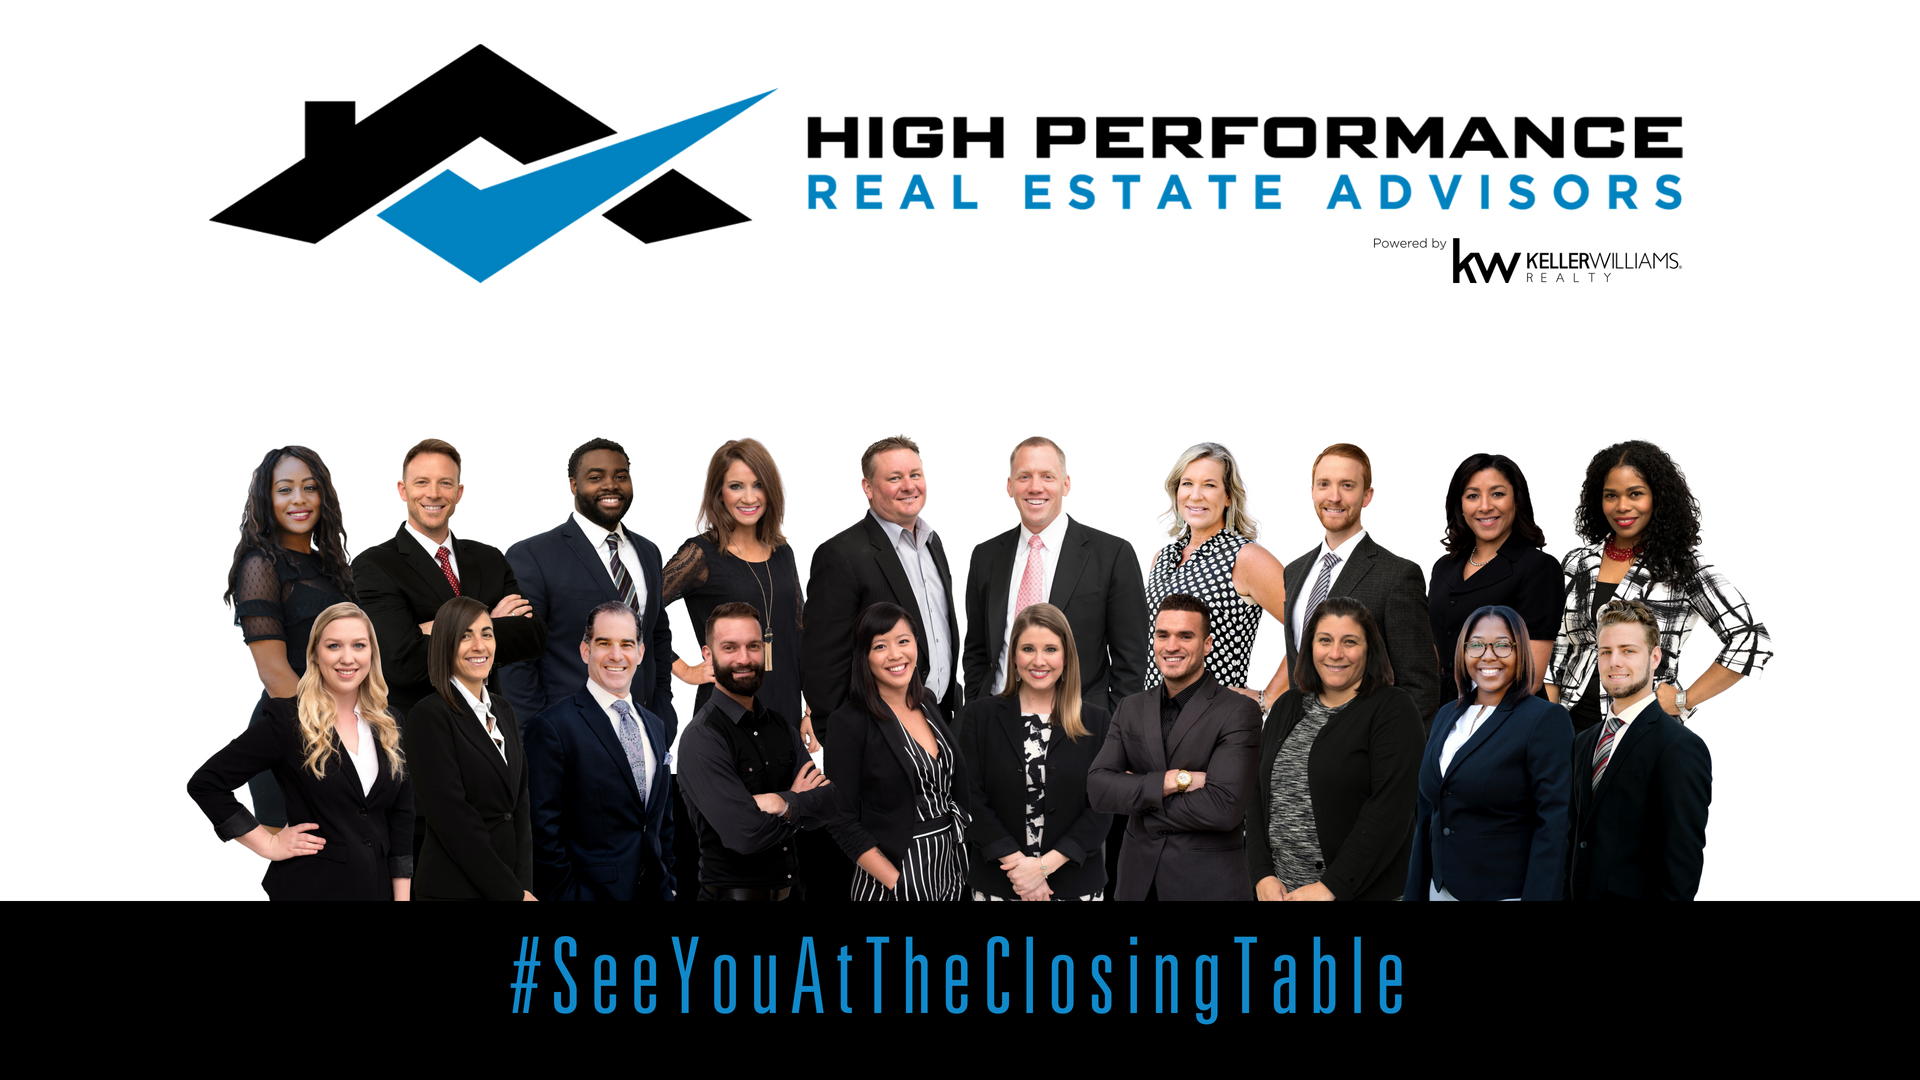 HIGH PERFORMANCE
REAL ESTATE ADVISORS
Powered by
kw KELLERWILLIAMS.
REALTY
#SeeYouAtTheClosingTable